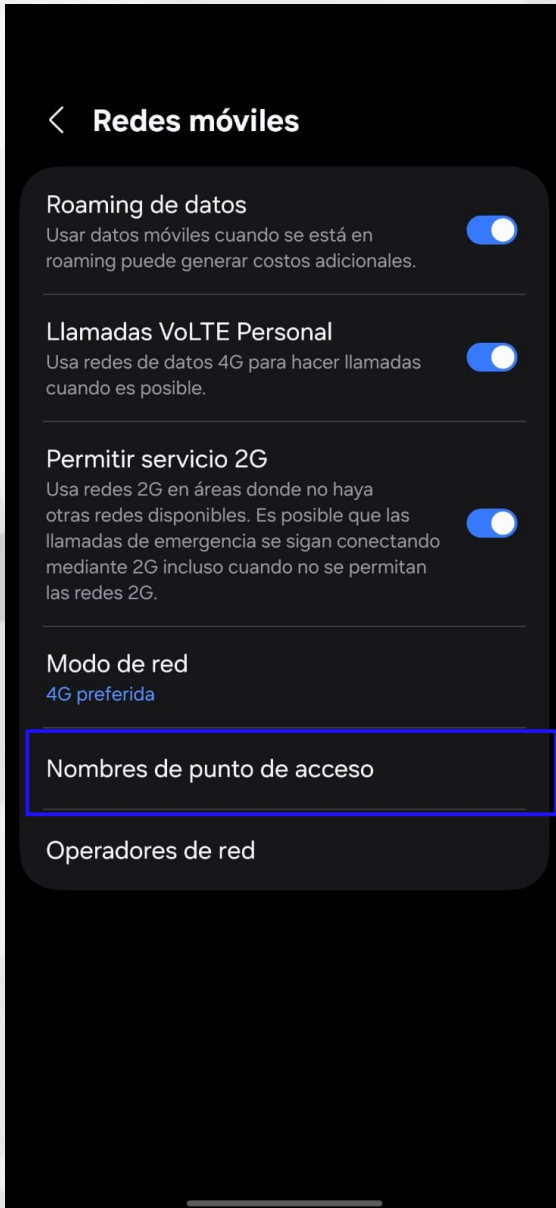 Redes móviles
Roaming de datos
Usar datos móviles cuando se está en
roaming puede generar costos adicionales.
Llamadas VoLTE Personal
Usa redes de datos 4G para hacer llamadas
cuando es posible.
Permitir servicio 2G
Usa redes 2G en áreas donde no haya
otras redes disponibles. Es posible que las
llamadas de emergencia se sigan conectando
mediante 2G incluso cuando no se permitan
las redes 2G.
Modo de red
4G preferida
Nombres de punto de acceso
Operadores de red